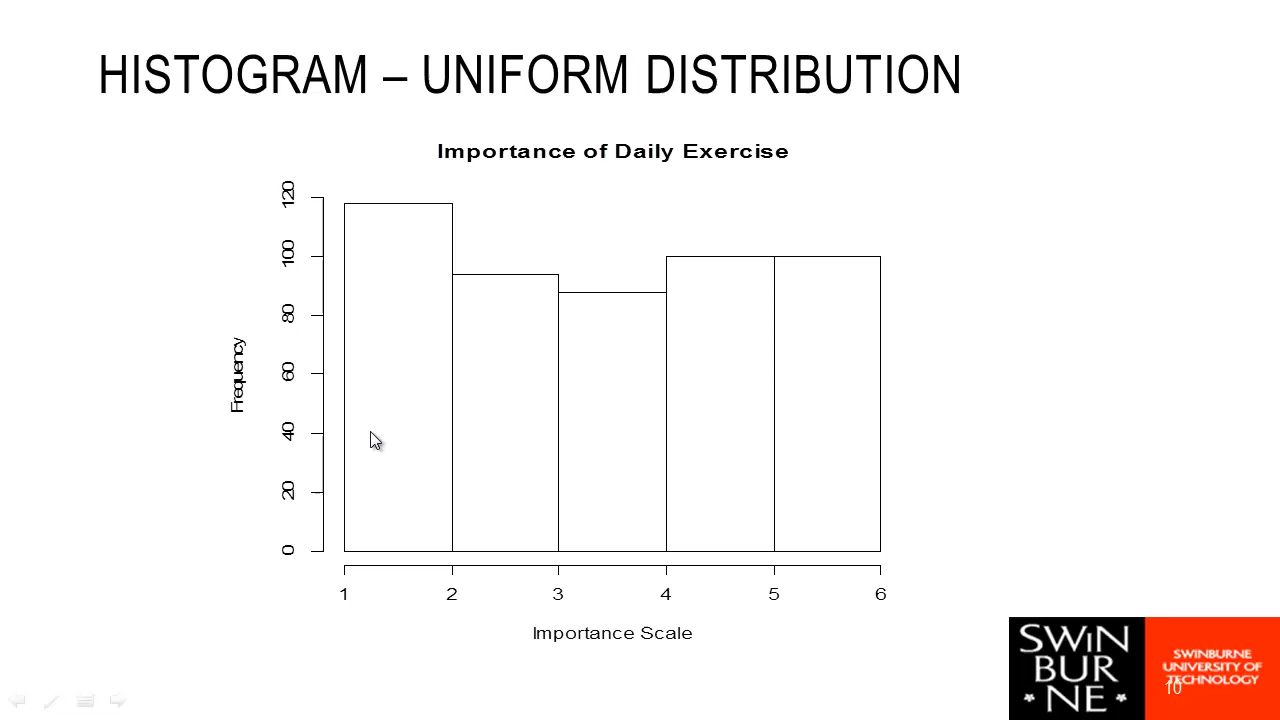 HISTOGRAM – UNIFORM DISTRIBUTION
Importance of Daily Exercise
120
100
80
60
40
20
0
Frequency
1 2 3 4 5 6
Importance Scale
SWIN
BUR
NE
SWINBURNE
UNIVERSITY OF
TECHNOLOGY
10